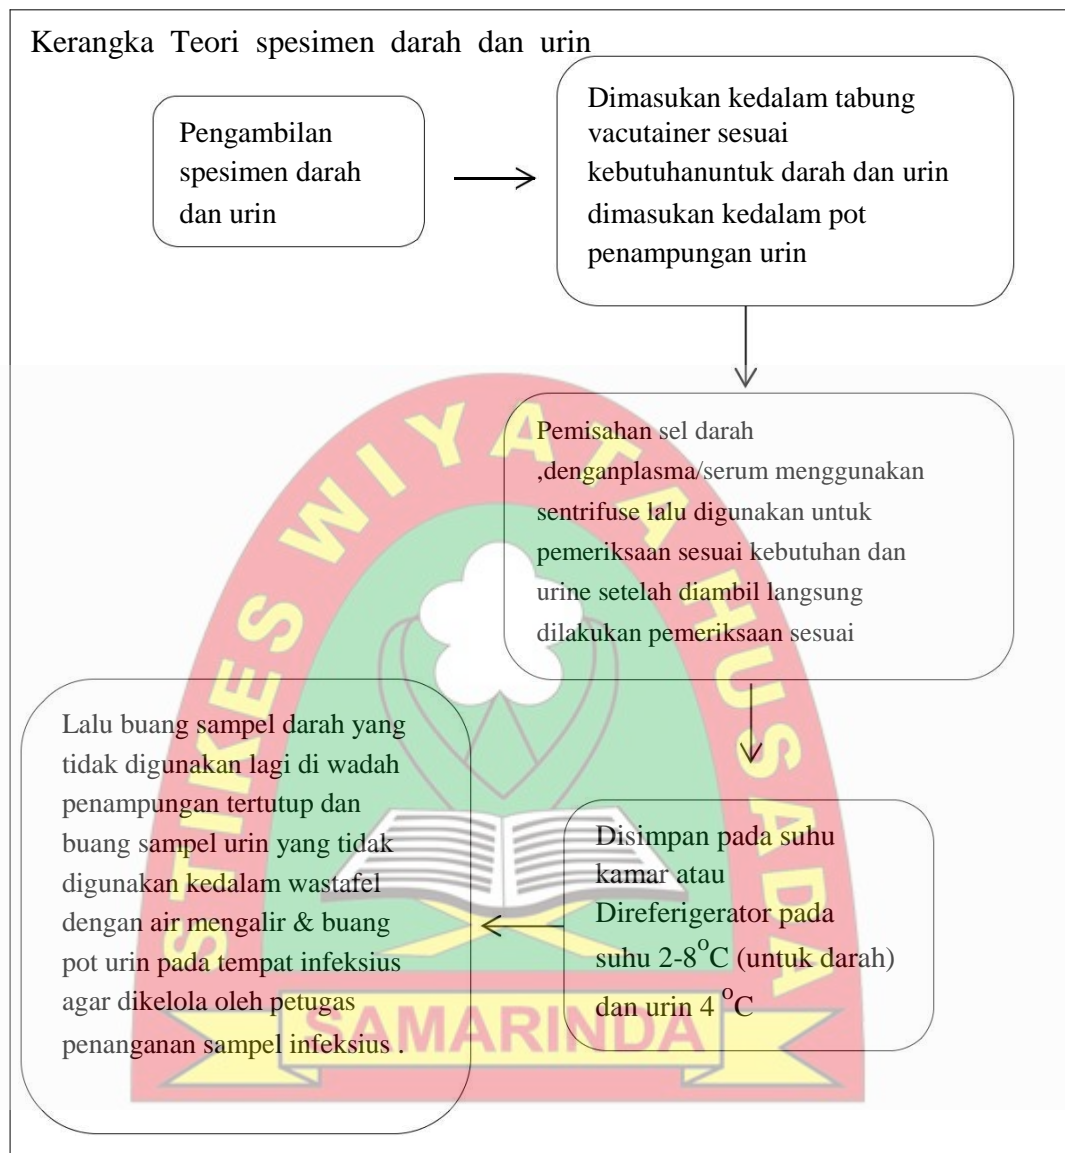 Kerangka Teori spesimen darah dan urin
Pengambilan
spesimen darah
dan urin
Dimasukan kedalam tabung
vacutainer sesuai
kebutuhanuntuk darah dan urin
dimasukan kedalam pot
penampungan urin
Pemisahan sel darah
,denganplasma/serum menggunakan
sentrifuse lalu digunakan untuk
pemeriksaan sesuai kebutuhan dan
urine setelah diambil langsung
dilakukan pemeriksaan sesuai
Disimpan pada suhu
kamar atau
Direferigerator pada
suhu 2-8°C (untuk darah)
dan urin 4 °C
Lalu buang sampel darah yang
tidak digunakan lagi di wadah
penampungan tertutup dan
buang sampel urin yang tidak
digunakan kedalam wastafel
dengan air mengalir & buang
pot urin pada tempat infeksius
agar dikelola oleh petugas
penanganan sampel infeksius .
STIKES WIYATA HUSADA
SAMARINDA